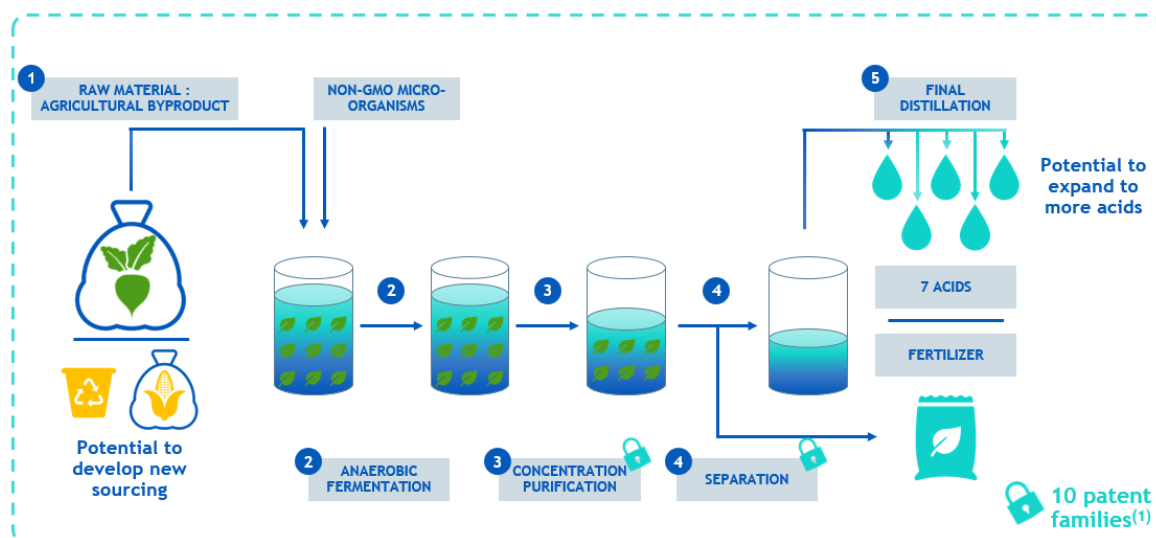 1
RAW MATERIAL :
AGRICULTURAL BYPRODUCT
NON-GMO MICRO-
ORGANISMS
5
FINAL
DISTILLATION
Potential to
expand to
more acids
2
3
4
7 ACIDS
FERTILIZER
Potential to
develop new
sourcing
2
ANAEROBIC
FERMENTATION
3
CONCENTRATION
PURIFICATION
4
SEPARATION
10 patent
families(1)